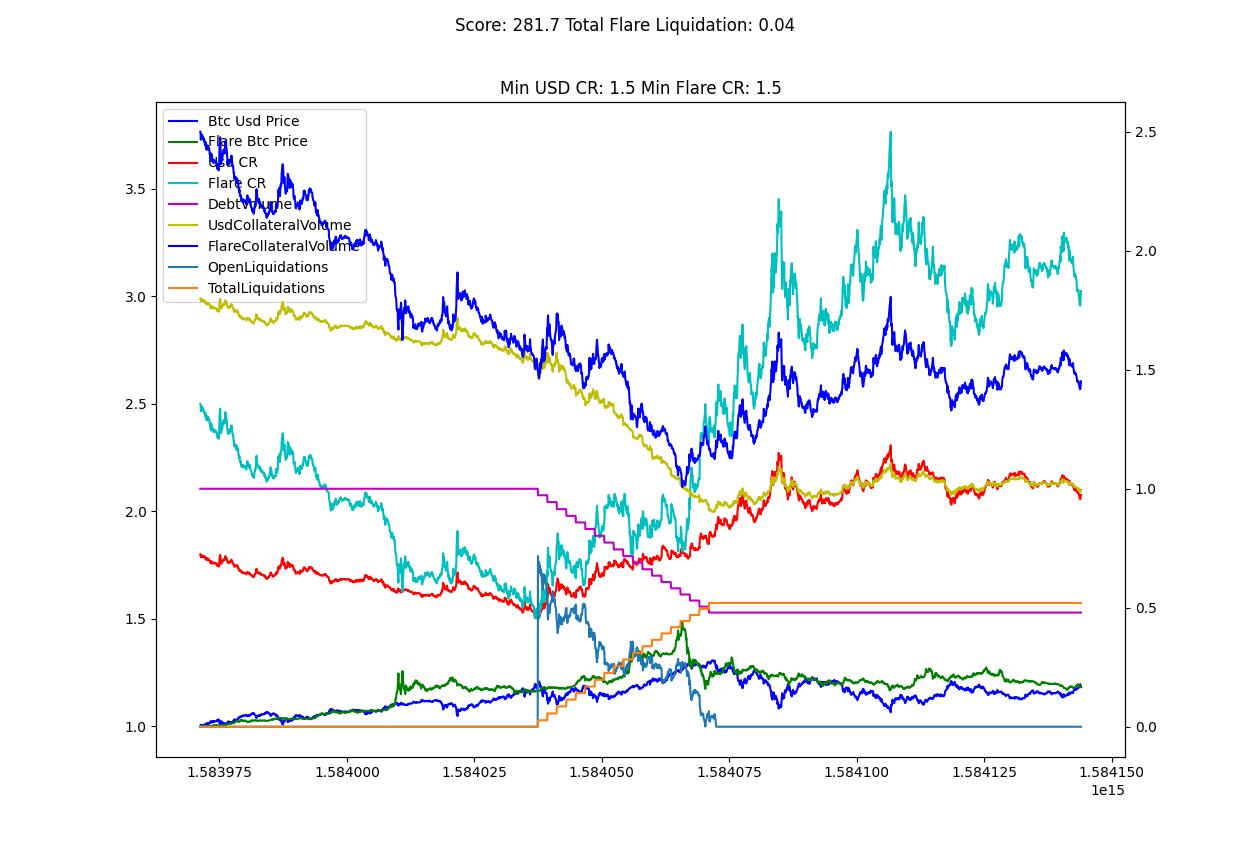 Score: 281.7 Total Flare Liquidation: 0.04
Min USD CR: 1.5 Min Flare CR: 1.5
Btc Usd Price
Flare Btc Price
Usd CR
Flare CR
DebtVolume
UsdCollateralVolume
FlareCollateralVolume
OpenLiquidations
TotalLiquidations
3.5
3.0
2.5
2.0
1.5
1.0
2.5
2.0
1.5
1.0
0.5
0.0
1.583975 1.584000 1.584025 1.584050 1.584075 1.584100 1.584125 1.584150
1e15